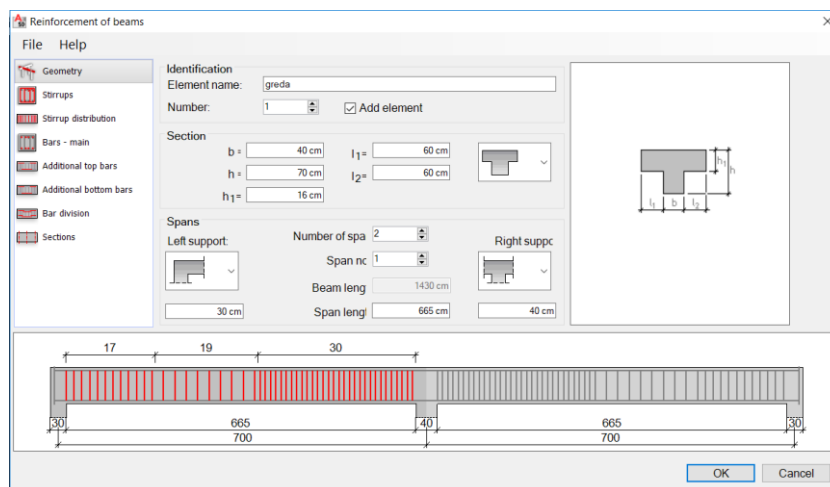 Reinforcement of beams
File Help
Geometry
Stirrups
Stirrup distribution
Bars - main
Additional top bars
Additional bottom bars
Bar division
Sections
Identification
Element name: greda
Number: 1 Add element
Section
b = 40 cm l1= 60 cm
h = 70 cm l2= 60 cm
h1= 16 cm
Spans
Left support: Number of spa 2 Right suppc
Span nc 1
Beam leng 1430 cm
30 cm Span lengt 665 cm 40 cm
h1
h
l1 b l2
17 19 30
30 665 40 665 30
700 700
OK Cancel